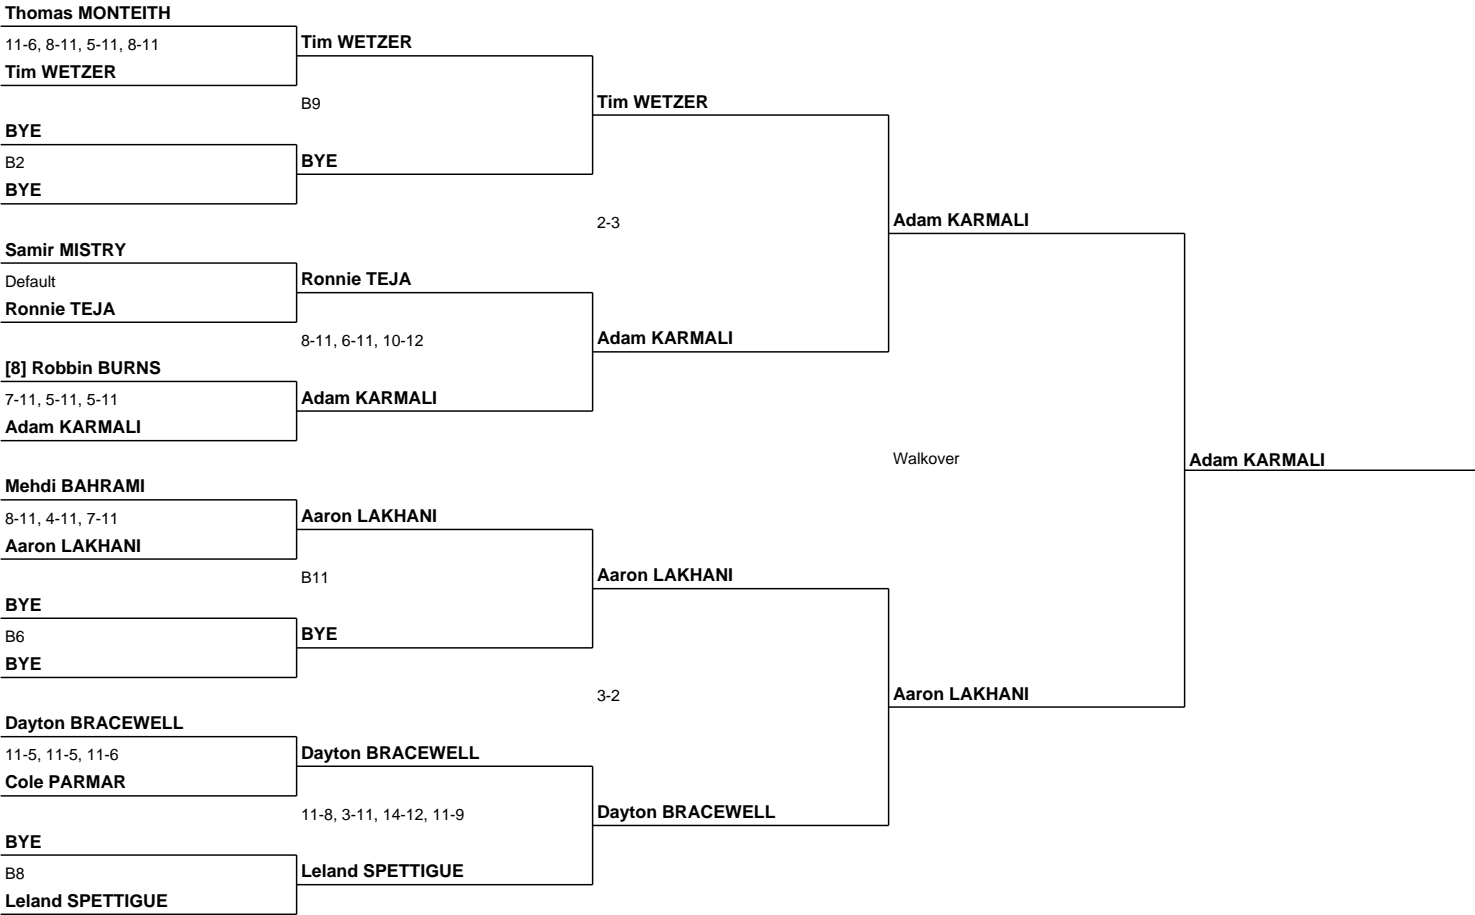 Thomas MONTEITH
11-6, 8-11, 5-11, 8-11
Tim WETZER
Tim WETZER
B9
Tim WETZER
BYE
B2
BYE
BYE
2-3
Adam KARMALI
Samir MISTRY
Default
Ronnie TEJA
Ronnie TEJA
8-11, 6-11, 10-12
Adam KARMALI
[8] Robbin BURNS
7-11, 5-11, 5-11
Adam KARMALI
Adam KARMALI
Walkover
Adam KARMALI
Mehdi BAHRAMI
8-11, 4-11, 7-11
Aaron LAKHANI
Aaron LAKHANI
B11
Aaron LAKHANI
BYE
B6
BYE
BYE
3-2
Aaron LAKHANI
Dayton BRACEWELL
11-5, 11-5, 11-6
Dayton BRACEWELL
Cole PARMAR
11-8, 3-11, 14-12, 11-9
Dayton BRACEWELL
BYE
B8
Leland SPETTIGUE
Leland SPETTIGUE